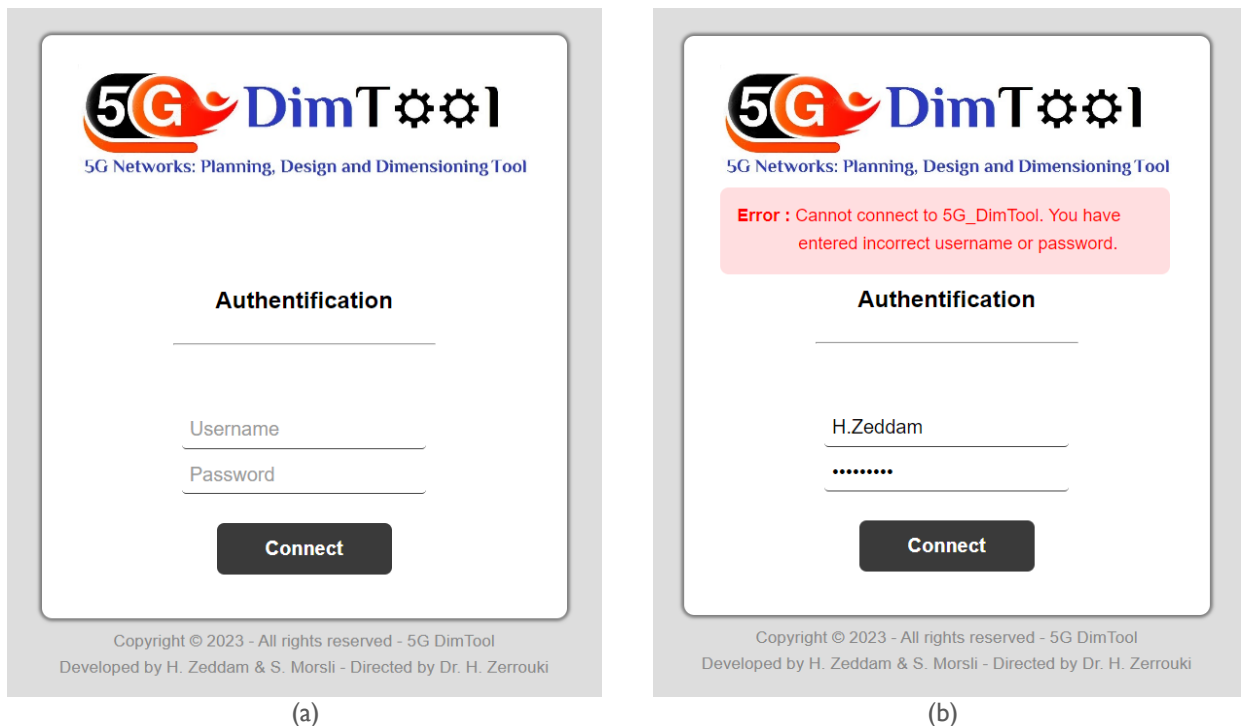 5G DimTool
5G Networks: Planning, Design and Dimensioning Tool
Authentification
Username
Password
Connect
Copyright © 2023 - All rights reserved - 5G DimTool
Developed by H. Zeddam & S. Morsli - Directed by Dr. H. Zerrouki
(a)
5G DimTool
5G Networks: Planning, Design and Dimensioning Tool
Error : Cannot connect to 5G_DimTool. You have
entered incorrect username or password.
Authentification
H.Zeddam
•••••••••
Connect
Copyright © 2023 - All rights reserved - 5G DimTool
Developed by H. Zeddam & S. Morsli - Directed by Dr. H. Zerrouki
(b)